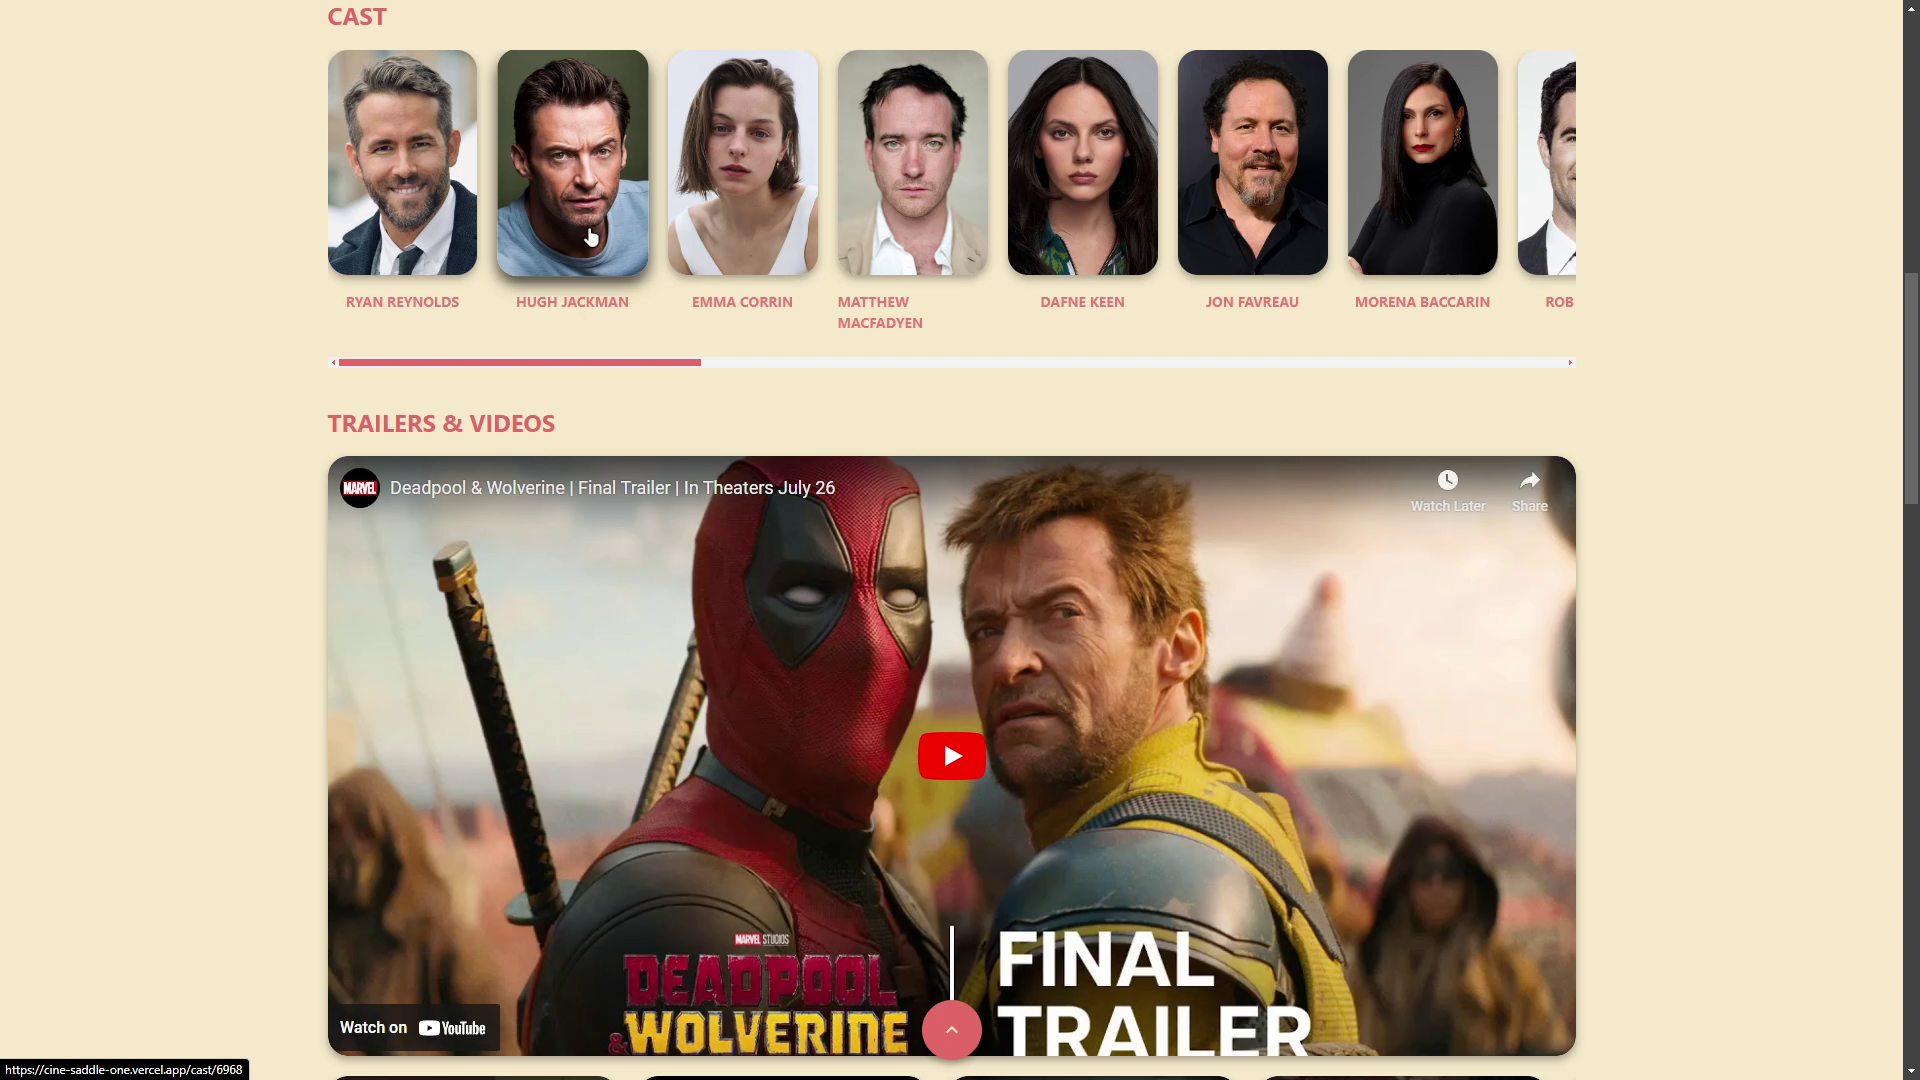 CAST
RYAN REYNOLDS
HUGH JACKMAN
EMMA CORRIN
MATTHEW
MACFADYEN
DAFNE KEEN
JON FAVREAU
MORENA BACCARIN
ROB
TRAILERS & VIDEOS
MARVEL
Deadpool & Wolverine | Final Trailer | In Theaters July 26
Watch Later
Share
MARVEL STUDIOS
DEADPOOL
& WOLVERINE
FINAL
TRAILER
Watch on YouTube
https://cine-saddle-one.vercel.app/cast/6968